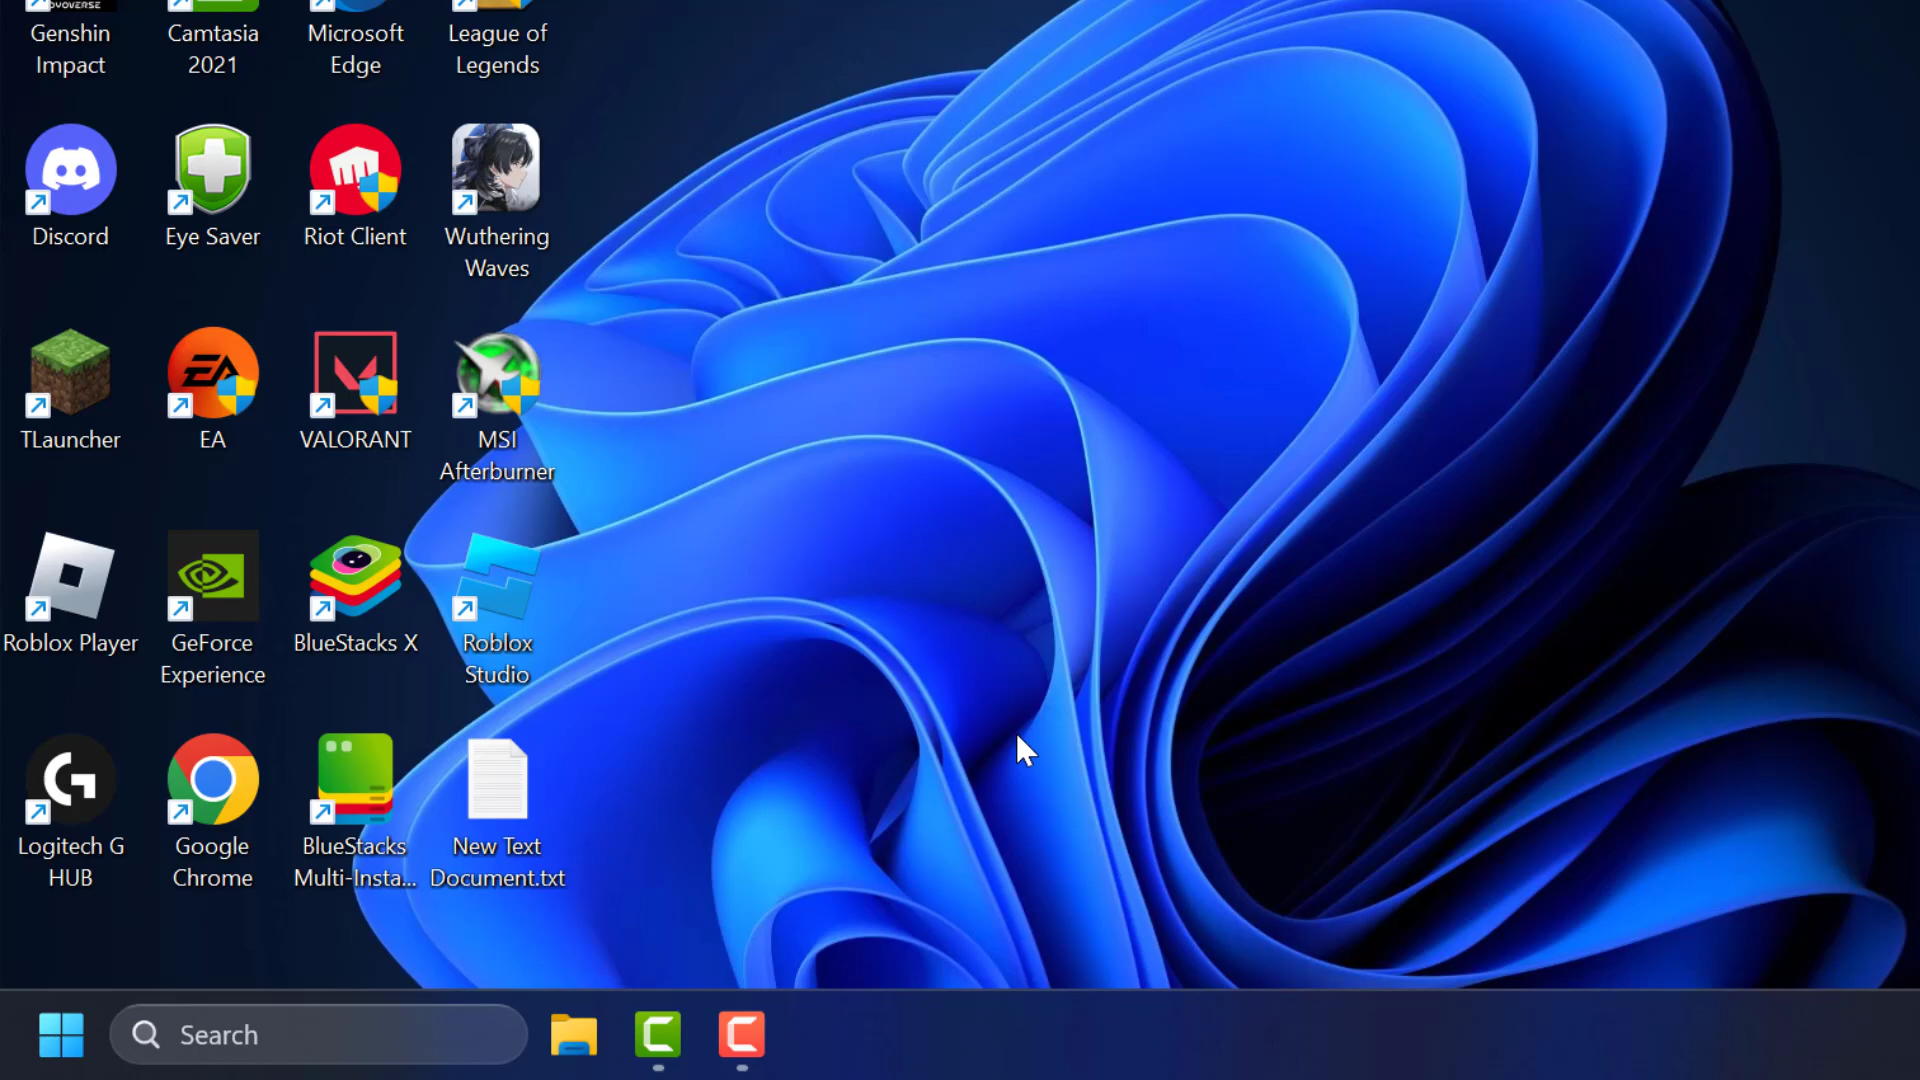 OVOVERSE
Genshin
Impact
Camtasia
2021
Microsoft
Edge
League of
Legends
Discord
Eye Saver
Riot Client
Wuthering
Waves
TLauncher
EA
EA
VALORANT
MSI
Afterburner
Roblox Player
GeForce
Experience
BlueStacks X
Roblox
Studio
Logitech G
HUB
Google
Chrome
BlueStacks
Multi-Insta...
New Text
Document.txt
Search